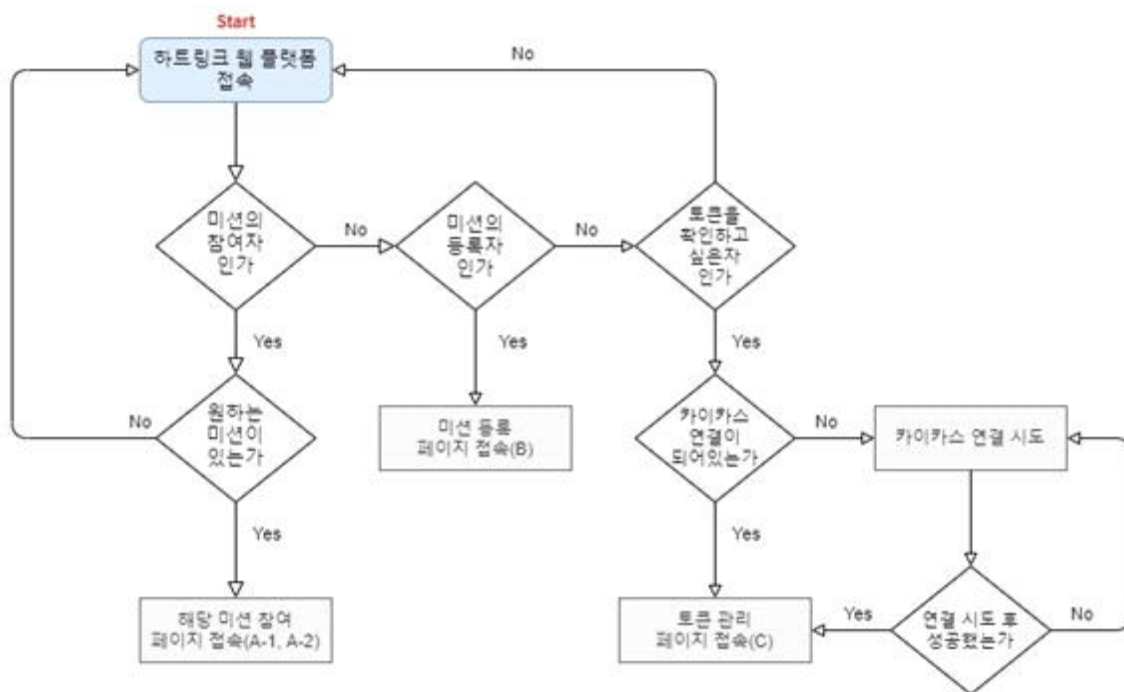 Start
하트링크 웹 플랫폼
접속
No
미션의
참여자
인가
No
미션의
등록자
인가
No
토큰을
확인하고
싶은자
인가
Yes
Yes
Yes
원하는
미션이
있는가
No
미션 등록
페이지 접속(B)
카이카스
연결이
되어있는가
No
카이카스 연결 시도
Yes
Yes
해당 미션 참여
페이지 접속(A-1, A-2)
토큰 관리
페이지 접속(C)
Yes
연결 시도 후
성공했는가
No